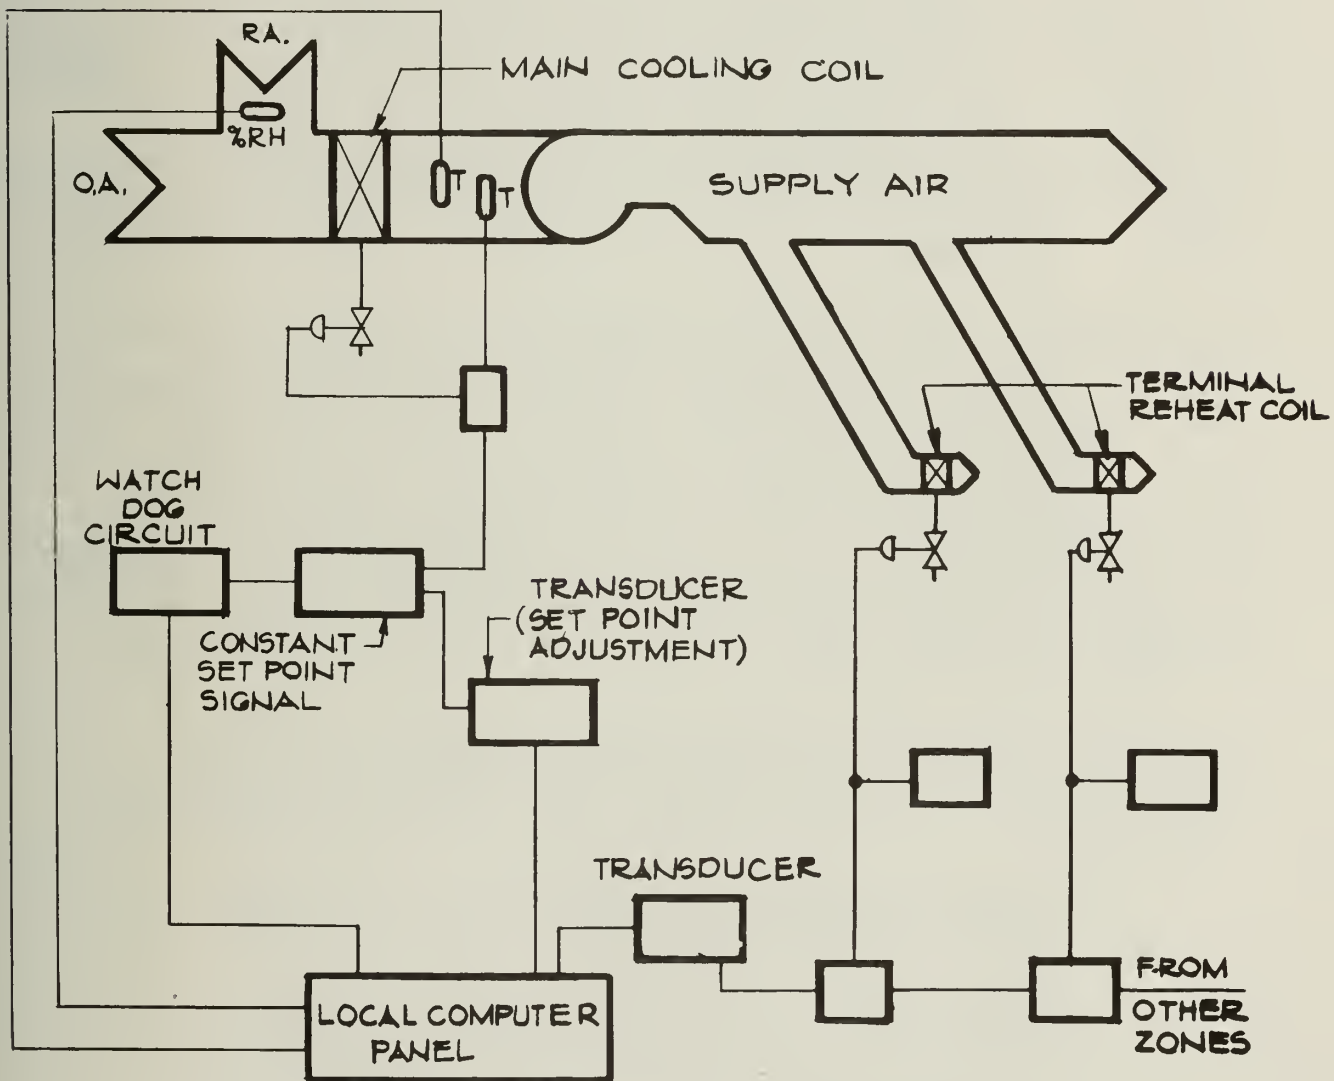 R.A.
MAIN COOLING COIL
%RH
O.A.
T
T
SUPPLY AIR
TERMINAL
REHEAT COIL
WATCH
DOG
CIRCUIT
TRANSDUCER
(SET POINT
ADJUSTMENT)
CONSTANT
SET POINT
SIGNAL
TRANSDUCER
FROM
OTHER
ZONES
LOCAL COMPUTER
PANEL